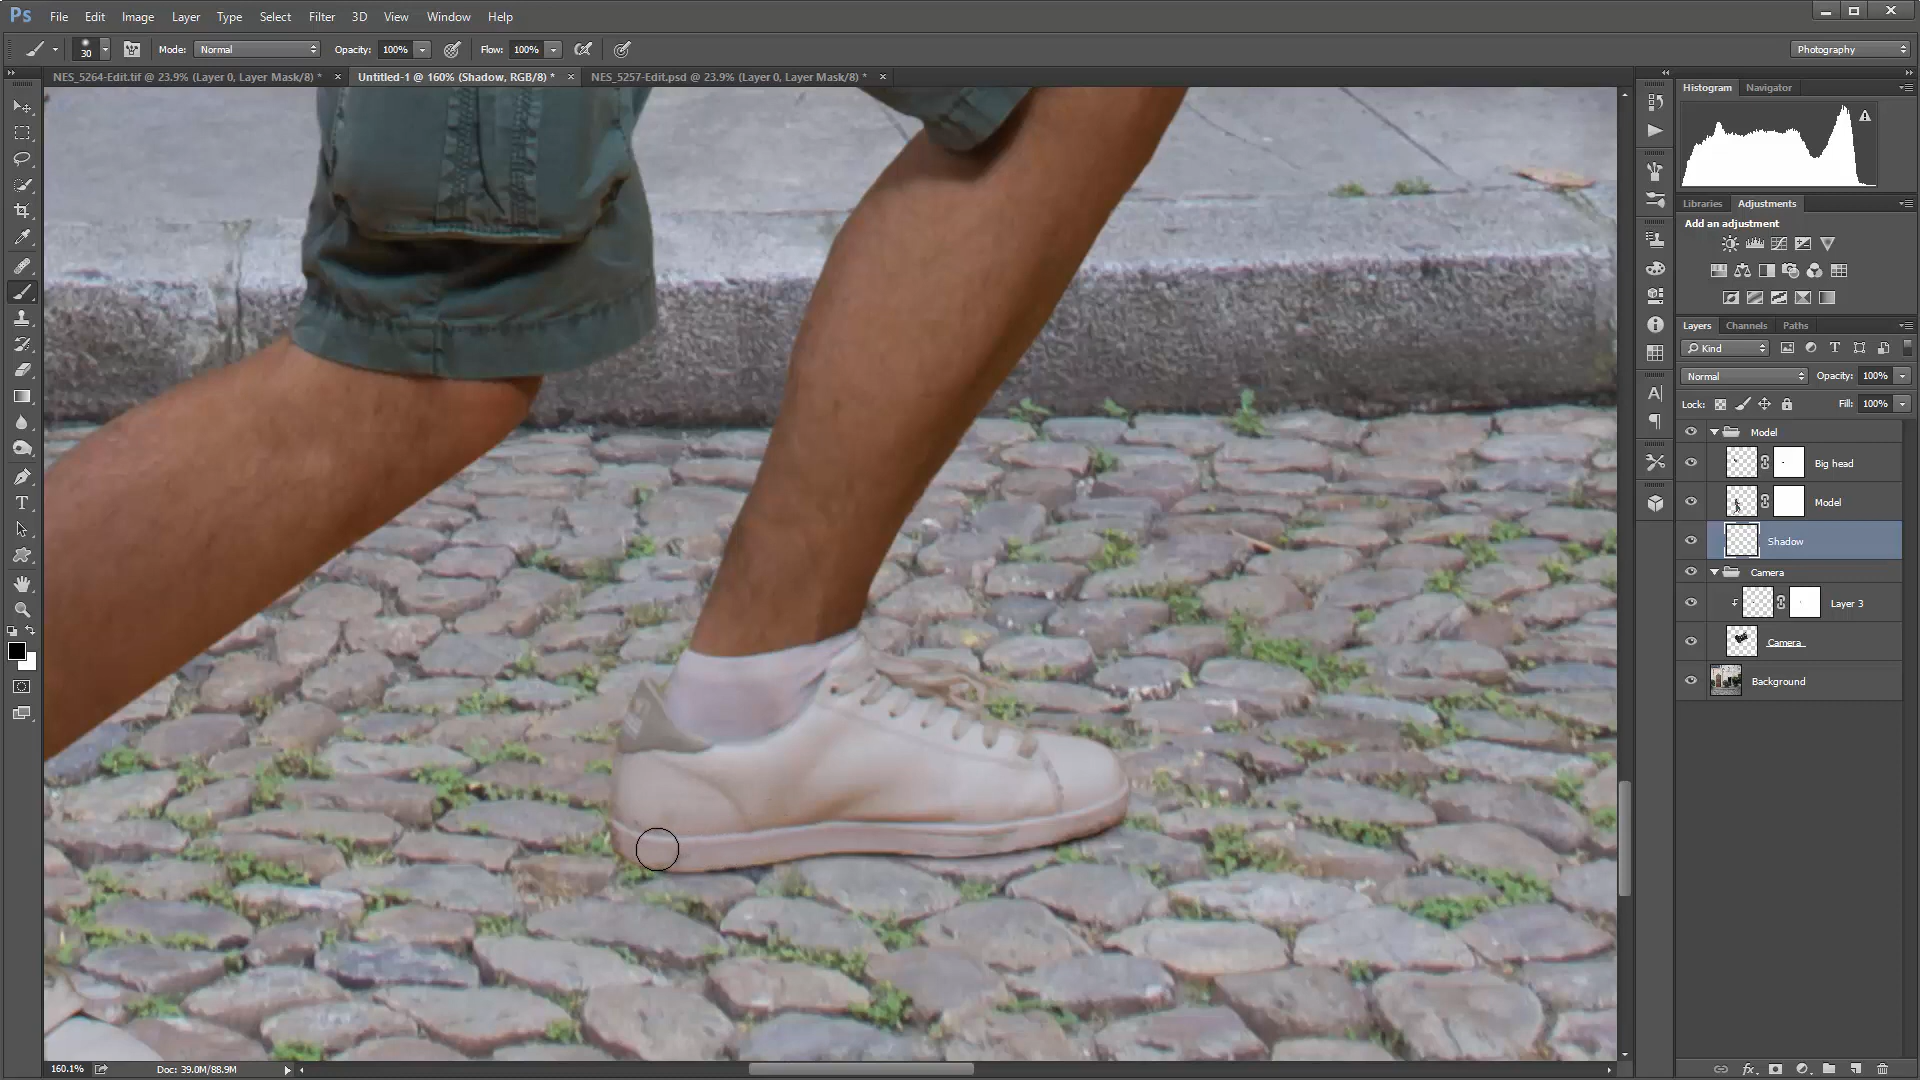 Ps File Edit Image Layer Type Select Filter 3D View Window Help
30 Mode: Normal Opacity: 100% Flow: 100% Photography
NES_5264-Edit.tif @ 23.9% (Layer 0, Layer Mask/8) * × Untitled-1 @ 160% (Shadow, RGB/8) * × NES_5257-Edit.psd @ 23.9% (Layer 0, Layer Mask/8) * ×
Histogram Navigator
Libraries Adjustments
Add an adjustment
Layers Channels Paths
Kind
Normal Opacity: 100%
Lock: Fill: 100%
Model
Big head
Model
Shadow
Camera
Layer 3
Camera
Background
160.1% Doc: 39.0M/88.9M